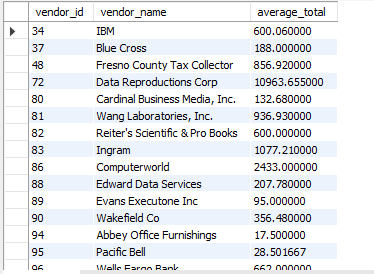 vendor_id vendor_name average_total
34 IBM 600.060000
37 Blue Cross 188.000000
48 Fresno County Tax Collector 856.920000
72 Data Reproductions Corp 10963.655000
80 Cardinal Business Media, Inc. 132.680000
81 Wang Laboratories, Inc. 936.930000
82 Reiter's Scientific & Pro Books 600.000000
83 Ingram 1077.210000
86 Computerworld 2433.000000
88 Edward Data Services 207.780000
89 Evans Executone Inc 95.000000
90 Wakefield Co 356.480000
94 Abbey Office Furnishings 17.500000
95 Pacific Bell 28.501667
96 Wells Fargo Bank 662.000000